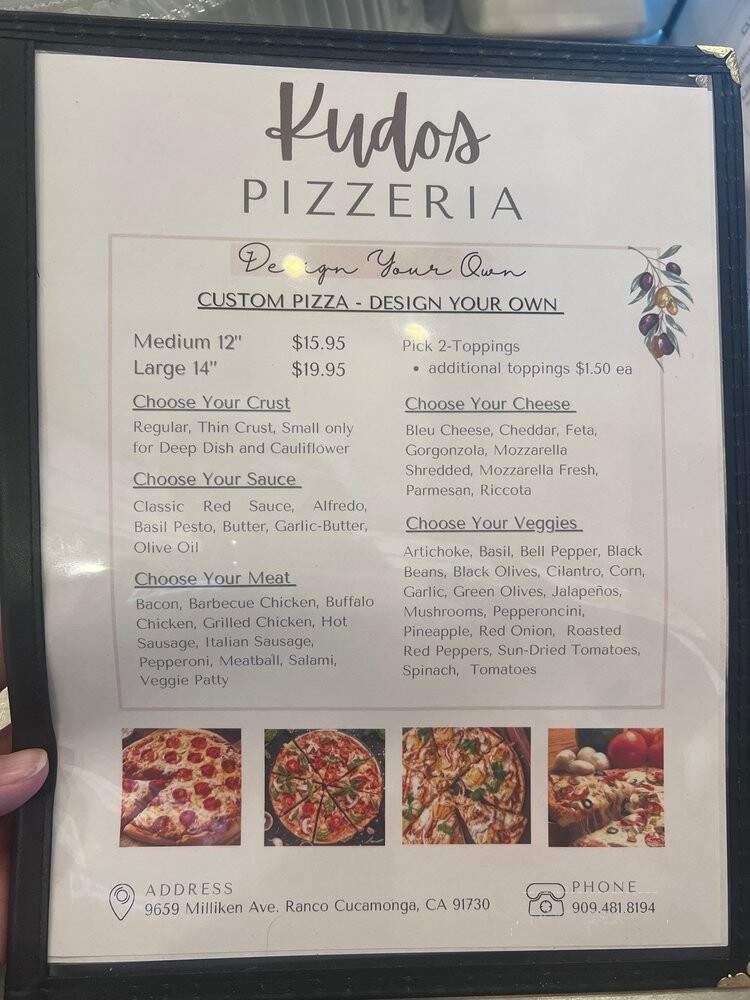 Kudos
PIZZERIA
Design Your Own
CUSTOM PIZZA - DESIGN YOUR OWN
Medium 12" $15.95
Large 14" $19.95
Pick 2-Toppings
• additional toppings $1.50 ea
Choose Your Crust
Regular, Thin Crust, Small only
for Deep Dish and Cauliflower
Choose Your Sauce
Classic Red Sauce, Alfredo,
Basil Pesto, Butter, Garlic-Butter,
Olive Oil
Choose Your Meat
Bacon, Barbecue Chicken, Buffalo
Chicken, Grilled Chicken, Hot
Sausage, Italian Sausage,
Pepperoni, Meatball, Salami,
Veggie Patty
Choose Your Cheese
Bleu Cheese, Cheddar, Feta,
Gorgonzola, Mozzarella
Shredded, Mozzarella Fresh,
Parmesan, Riccota
Choose Your Veggies
Artichoke, Basil, Bell Pepper, Black
Beans, Black Olives, Cilantro, Corn,
Garlic, Green Olives, Jalapeños,
Mushrooms, Pepperoncini,
Pineapple, Red Onion, Roasted
Red Peppers, Sun-Dried Tomatoes,
Spinach, Tomatoes
ADDRESS
9659 Milliken Ave. Ranco Cucamonga, CA 91730
PHONE
909.481.8194